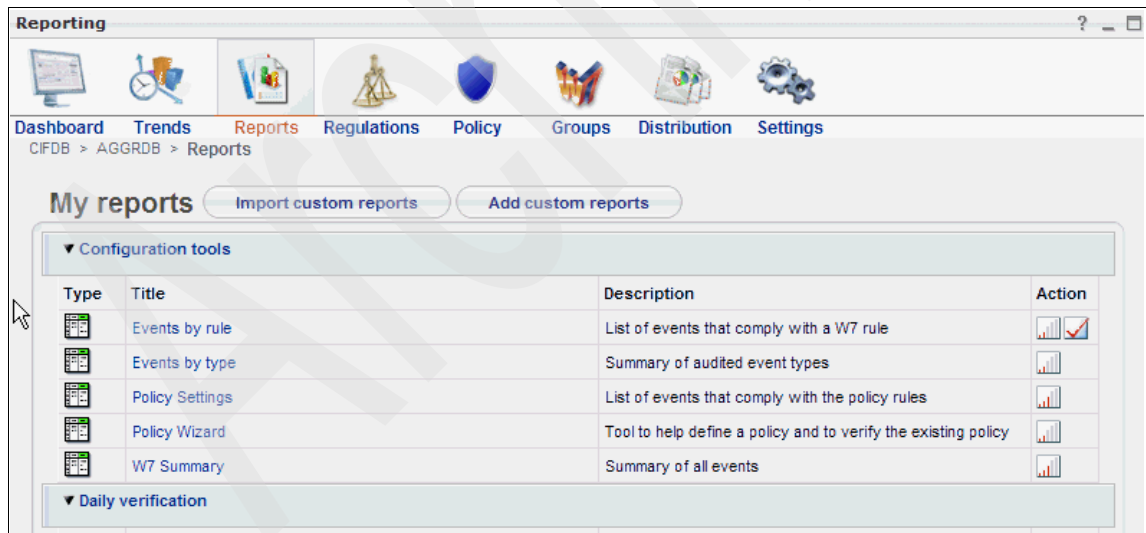 Reporting ?
Dashboard Trends Reports Regulations Policy Groups Distribution Settings
CIFDB > AGGRDB > Reports
My reports Import custom reports Add custom reports
Configuration tools
Type Title Description Action
Events by rule List of events that comply with a W7 rule
Events by type Summary of audited event types
Policy Settings List of events that comply with the policy rules
Policy Wizard Tool to help define a policy and to verify the existing policy
W7 Summary Summary of all events
Daily verification